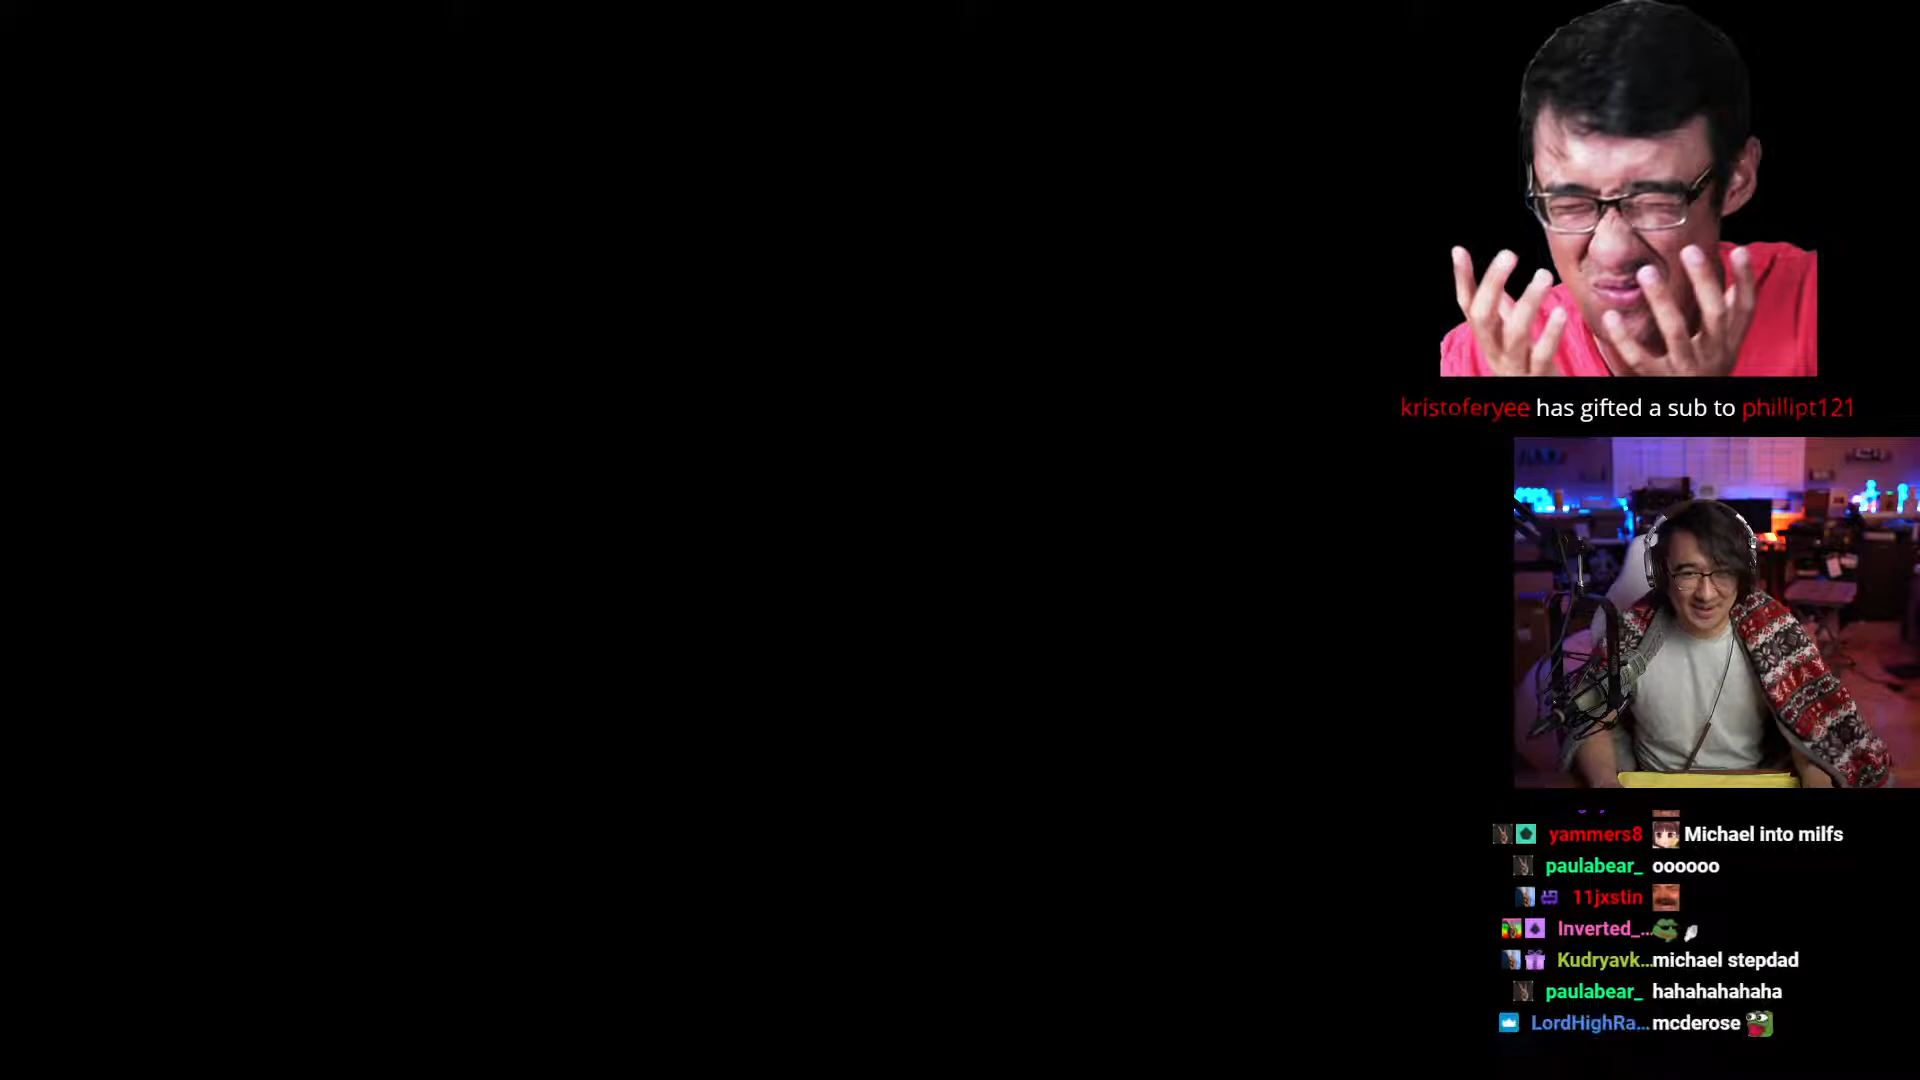 kristoferyee has gifted a sub to phillipt121
yammers8 Michael into milfs
paulabear_ oooooo
11jxstin
Inverted_...
Kudryavk... michael stepdad
paulabear_ hahahahahaha
LordHighRa... mcderose